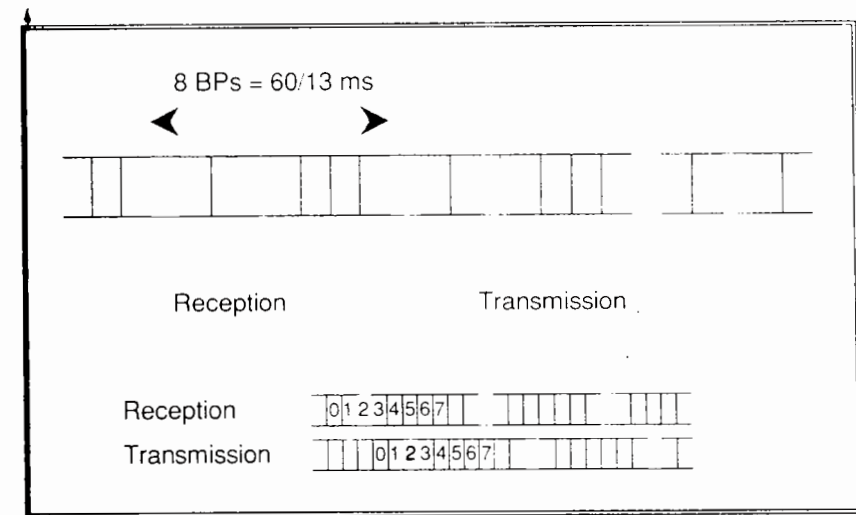 8 BPs = 60/13 ms
Reception Transmission
Reception 0 1 2 3 4 5 6 7
Transmission 0 1 2 3 4 5 6 7